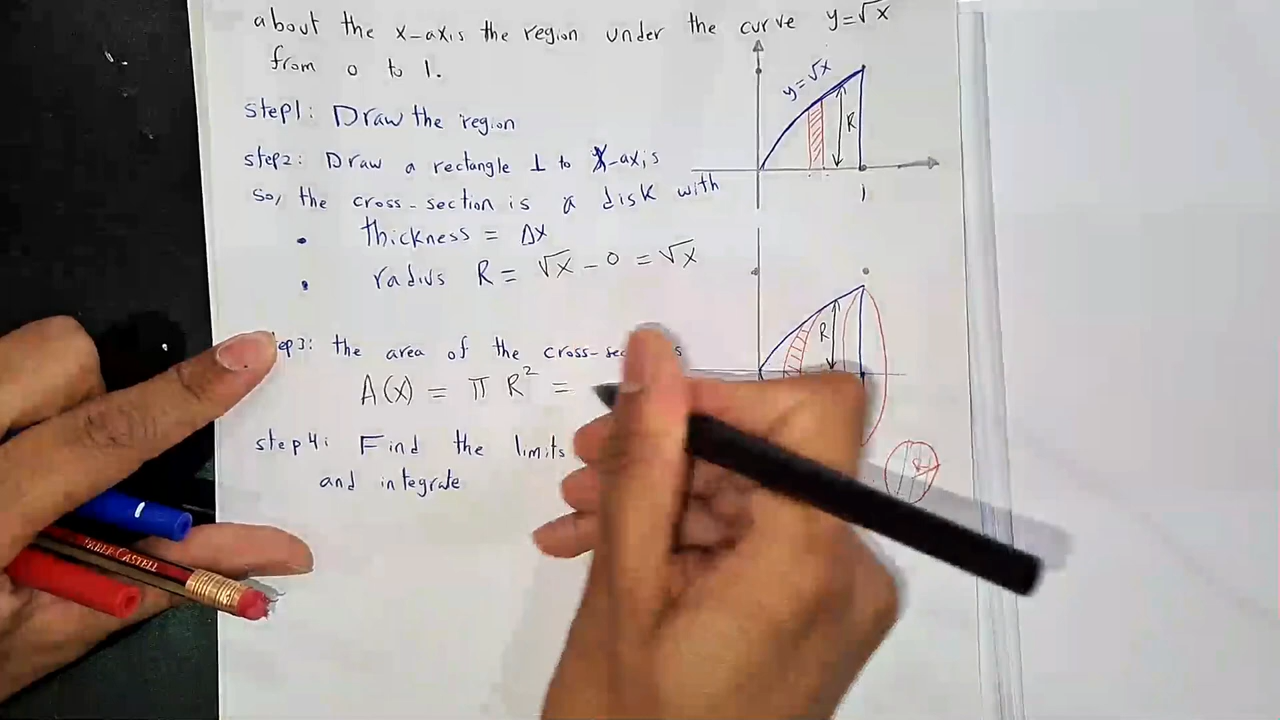 about the x-axis the region under the curve y=√x
from 0 to 1.
step1: Draw the region
step2: Draw a rectangle ⊥ to X-axis
so, the cross-section is a disk with
• thickness = Δx
• radius R = √x - 0 = √x
the area of the
A(x) = π R² =
step4: Find the limits
and integrate
y=√x
R
1
R
FABER-CASTELL